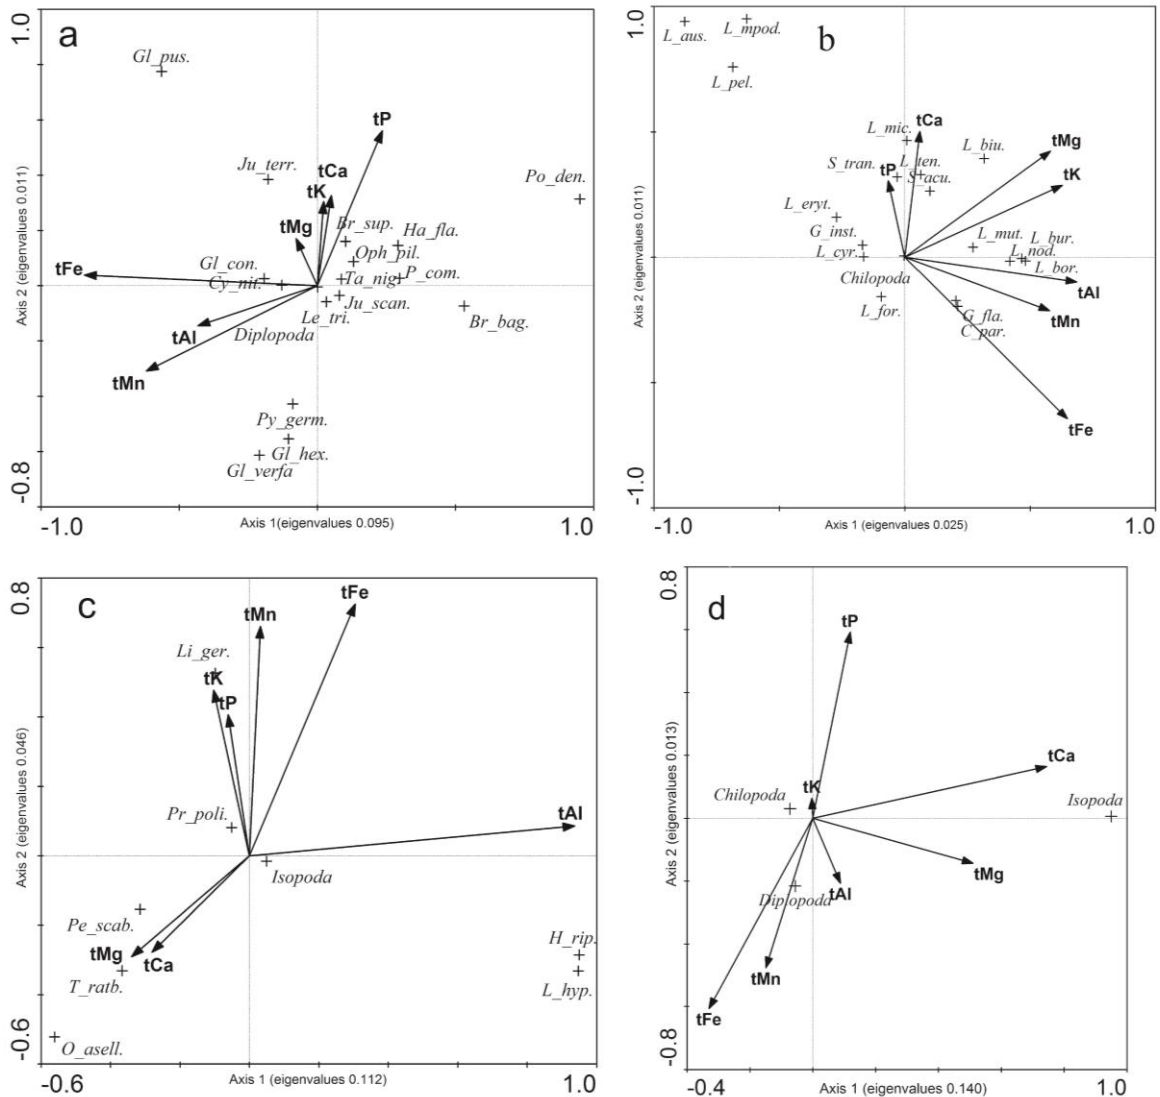 a
1.0
Gl_pus.
tP
Ju_terr.
tCa
tK
Po_den.
tMg
Br_sup.
Ha_fla.
Oph_pil.
tFe
Gl_con.
Cy_nit.
Ta_nig.
P_com.
Ju_scan.
Le_tri.
Br_bag.
tAl
Diplopoda
tMn
Py_germ.
Gl_hex.
Gl_verfa
Axis 2 (eigenvalues 0.011)
-0.8
-1.0
Axis 1(eigenvalues 0.095)
1.0
b
1.0
L_aus.
L_mpod.
L_pel.
tCa
L_mic.
tMg
L_biu.
S_tran.
L_ten.
tP
S_acu.
tK
L_eryt.
G_inst.
L_mut.
L_bur.
L_cyr.
L_nod.
L_bor.
Chilopoda
tAl
L_for.
G_fla.
tMn
C_par.
tFe
Axis 2 (eigenvalues 0.011)
-1.0
-1.0
Axis 1 (eigenvalues 0.025)
1.0
c
0.8
tFe
tMn
Li_ger.
tK
tP
tAl
Pr_poli.
Isopoda
Pe_scab.
tMg
tCa
H_rip.
T_ratb.
L_hyp.
O_asell.
Axis 2 (eigenvalues 0.046)
-0.6
-0.6
Axis 1 (eigenvalues 0.112)
1.0
d
0.8
tP
tCa
tK
Chilopoda
Isopoda
tMg
Diplopoda
tAl
tMn
tFe
Axis 2 (eigenvalues 0.013)
-0.8
-0.4
Axis 1 (eigenvalues 0.140)
1.0